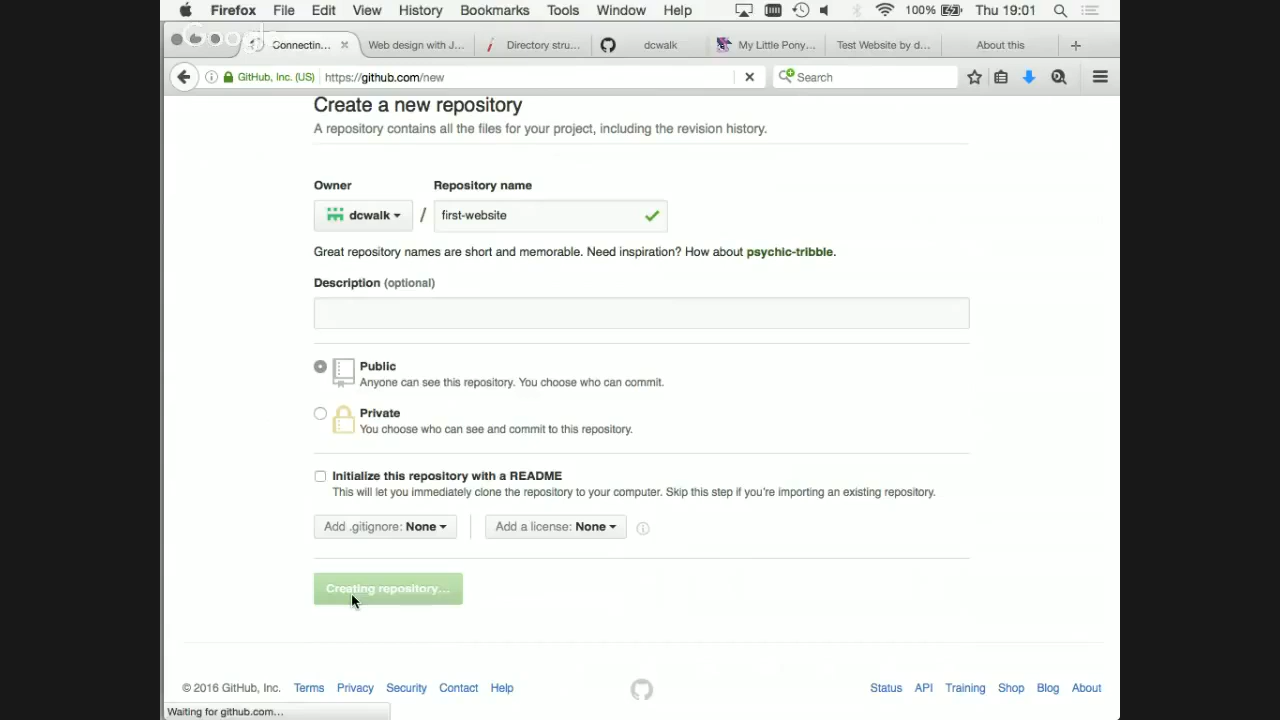 Firefox File Edit View History Bookmarks Tools Window Help 100% Thu 19:01
Google
Connectin... Web design with J... Directory stru... dcwalk My Little Pony... Test Website by d... About this
GitHub, Inc. (US) https://github.com/new Search
Create a new repository
A repository contains all the files for your project, including the revision history.
Owner Repository name
dcwalk / first-website
Great repository names are short and memorable. Need inspiration? How about psychic-tribble.
Description (optional)
Public
Anyone can see this repository. You choose who can commit.
Private
You choose who can see and commit to this repository.
Initialize this repository with a README
This will let you immediately clone the repository to your computer. Skip this step if you're importing an existing repository.
Add .gitignore: None Add a license: None
Creating repository...
© 2016 GitHub, Inc. Terms Privacy Security Contact Help Status API Training Shop Blog About
Waiting for github.com...